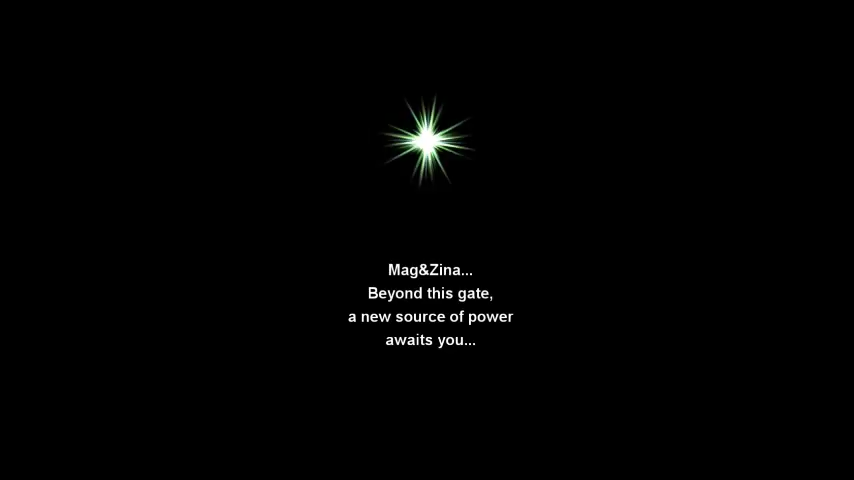 Mag&Zina...
Beyond this gate,
a new source of power
awaits you...